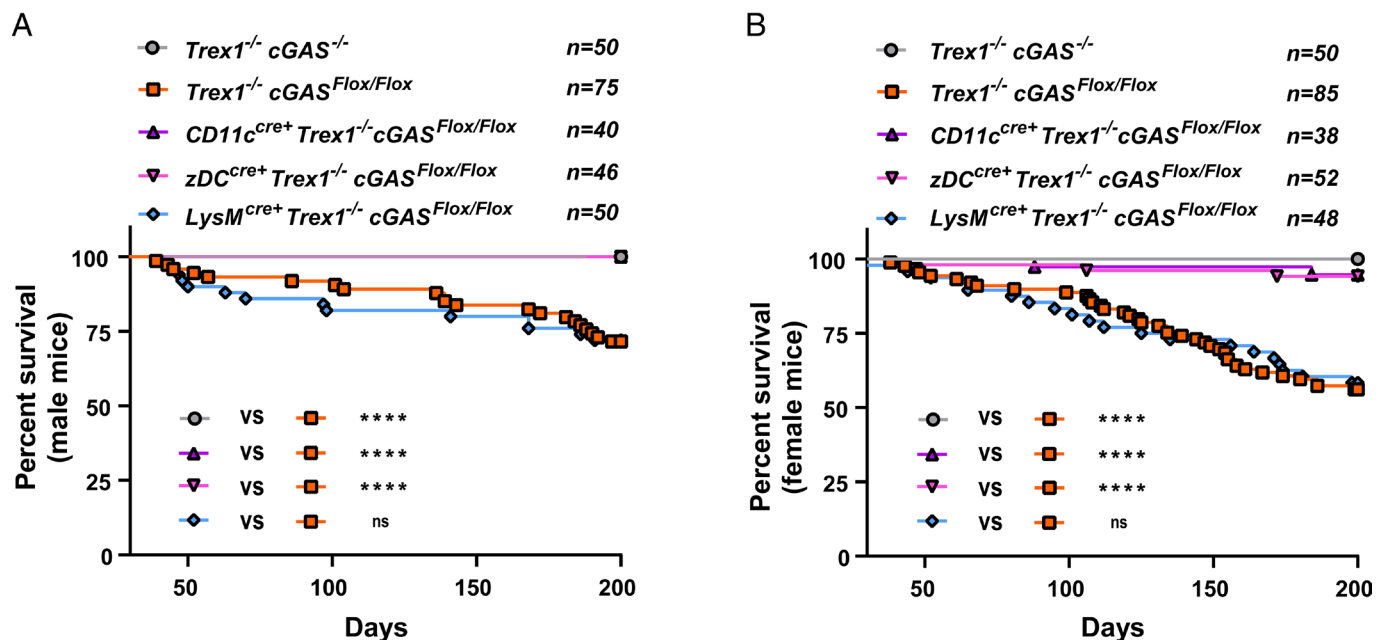 A
Trex1-/- cGAS-/- n=50
Trex1-/- cGASFlox/Flox n=75
CD11ccre+ Trex1-/-cGASFlox/Flox n=40
zDCcre+ Trex1-/- cGASFlox/Flox n=46
LysMcre+ Trex1-/- cGASFlox/Flox n=50
Percent survival
(male mice)
100
75
50
25
0
vs ****
vs ****
vs ****
vs ns
50 100 150 200
Days
B
Trex1-/- cGAS-/- n=50
Trex1-/- cGASFlox/Flox n=85
CD11ccre+ Trex1-/-cGASFlox/Flox n=38
zDCcre+ Trex1-/- cGASFlox/Flox n=52
LysMcre+ Trex1-/- cGASFlox/Flox n=48
Percent survival
(female mice)
100
75
50
25
0
vs ****
vs ****
vs ****
vs ns
50 100 150 200
Days